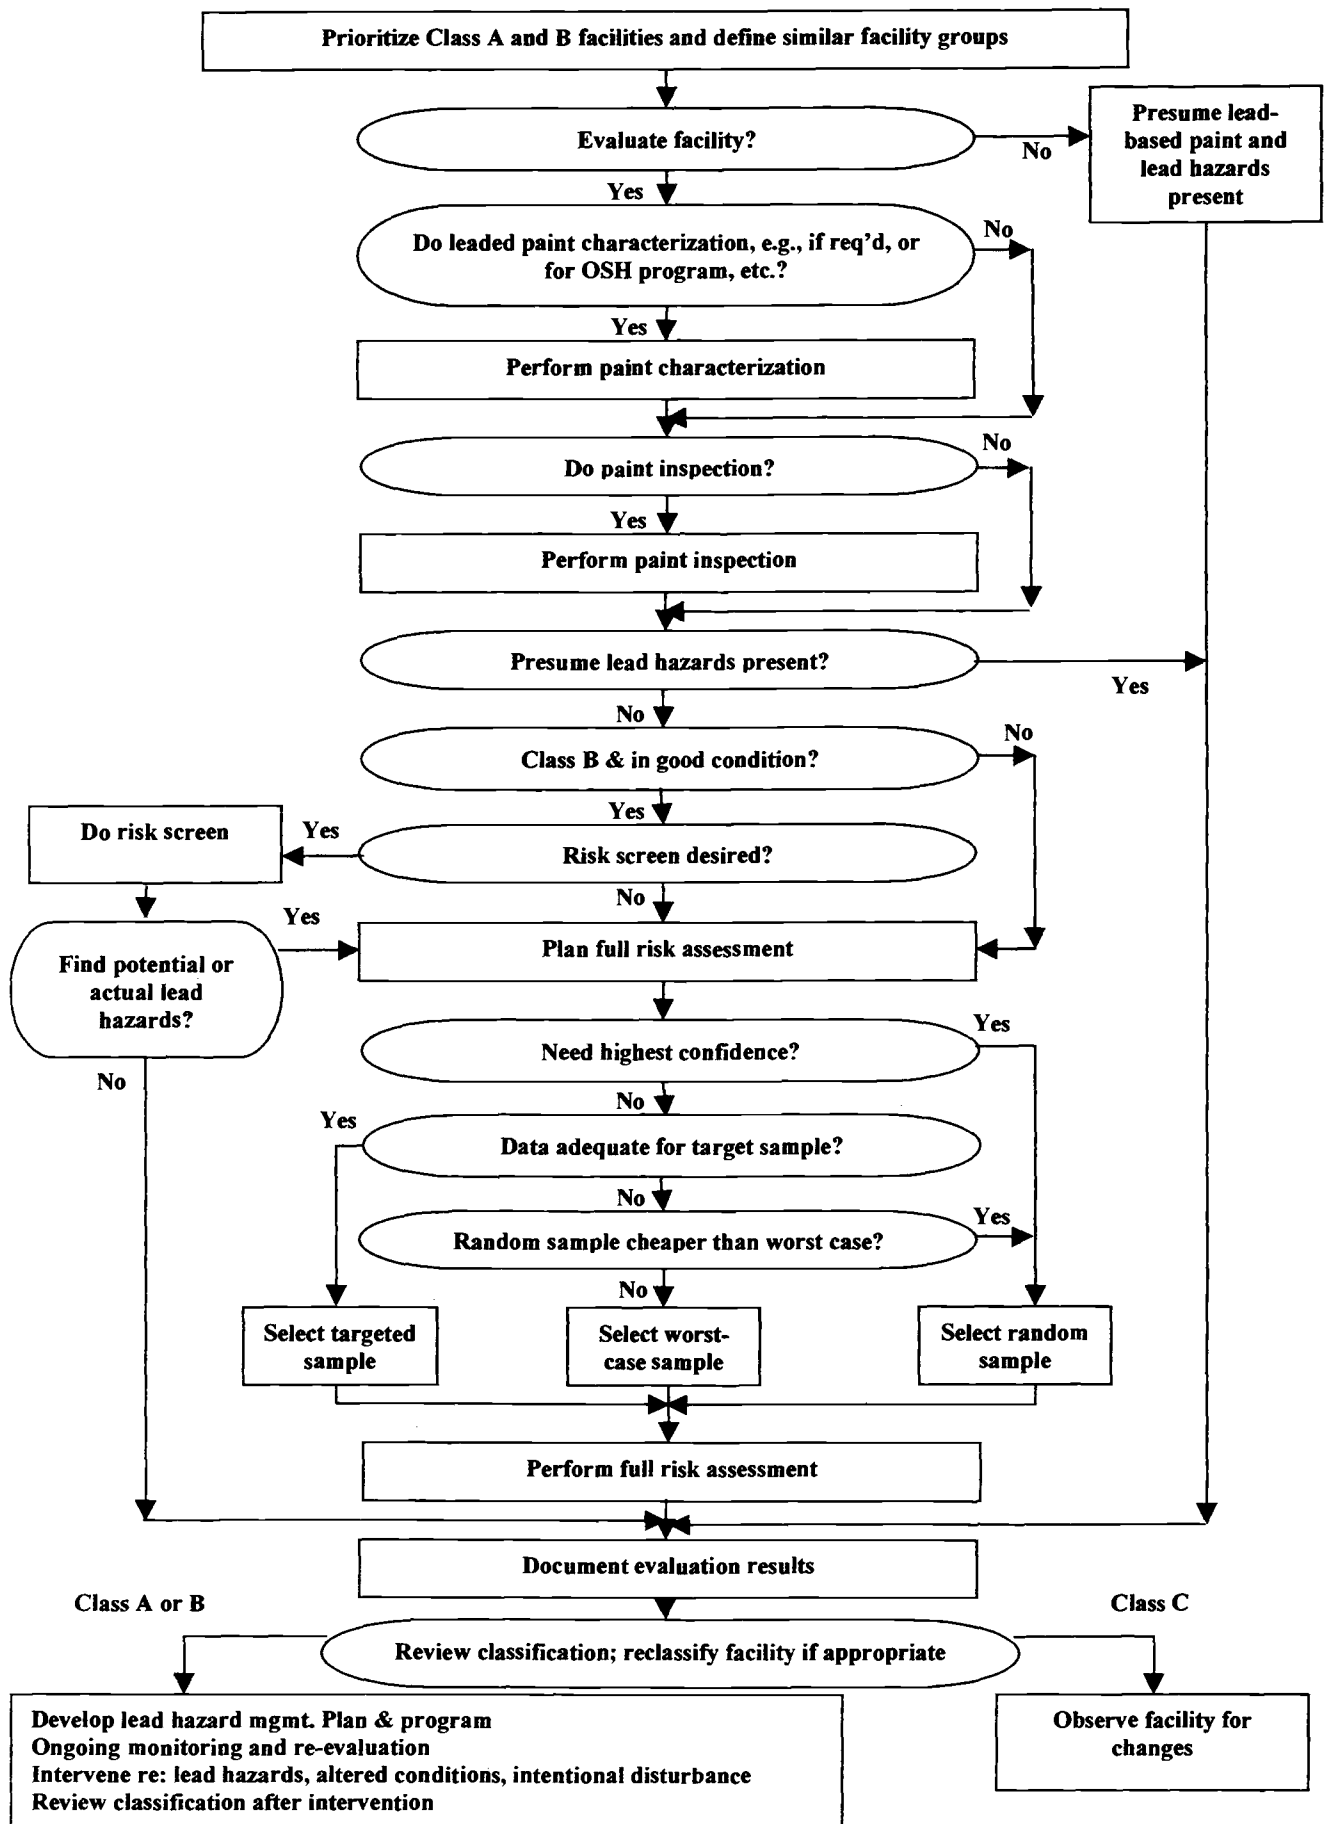 Prioritize Class A and B facilities and define similar facility groups
Evaluate facility?
No
Presume lead-
based paint and
lead hazards
present
Yes
Do leaded paint characterization, e.g., if req'd, or
for OSH program, etc.?
No
Yes
Perform paint characterization
Do paint inspection?
No
Yes
Perform paint inspection
Presume lead hazards present?
Yes
No
Class B & in good condition?
No
Yes
Risk screen desired?
Yes
Do risk screen
No
Find potential or
actual lead
hazards?
Yes
No
Plan full risk assessment
Need highest confidence?
Yes
No
Data adequate for target sample?
Yes
No
Random sample cheaper than worst case?
Yes
No
Select targeted
sample
Select worst-
case sample
Select random
sample
Perform full risk assessment
Document evaluation results
Class A or B
Class C
Review classification; reclassify facility if appropriate
Develop lead hazard mgmt. Plan & program
Ongoing monitoring and re-evaluation
Intervene re: lead hazards, altered conditions, intentional disturbance
Review classification after intervention
Observe facility for
changes